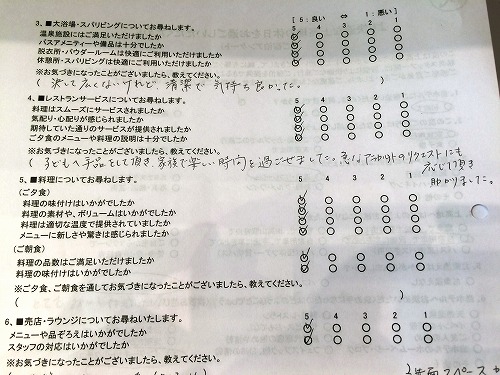 [ 5:良い ⇔ 1:悪い ]
3、■大浴場・スパリビングについてお尋ねします。
5 4 3 2 1
温泉施設にはご満足いただけましたか
バスアメニティーや備品は十分でしたか
脱衣所・パウダールームは快適にご利用いただけましたか
休憩所・スパリビングは快適にご利用いただけましたか
※お気づきになったことがございましたら、教えてください。
( 決して広くないけれど、清潔で気持ち良かった。 )
4、■レストランサービスについてお尋ねします。
5 4 3 2 1
料理はスムーズにサービスされましたか
気配り・心配りが感じられましたか
期待していた通りのサービスが提供されましたか
ご夕食のメニューや料理の説明は十分でしたか
※お気づきになったことがございましたら、教えてください。
( 子どもへ手品をして頂き、家族で楽しい時間を過ごせました。急な のリクエストにも
応じて頂き
助かりました。 )
5、■料理についてお尋ねします。
5 4 3 2 1
(ご夕食)
料理の味付けはいかがでしたか
料理の素材や、ボリュームはいかがでしたか
料理は適切な温度で提供されていましたか
メニューに新しさや驚きは感じられましたか
(ご朝食)
料理の品数はご満足いただけましたか
料理の味付けはいかがでしたか
※ご夕食、ご朝食を通してお気づきになったことがございましたら、教えてください。
( )
6、■売店・ラウンジについてお尋ねいたします。
5 4 3 2 1
メニューや品ぞろえはいかがでしたか
スタッフの対応はいかがでしたか
※お気づきになったことがございましたら、教えてください。
スペース